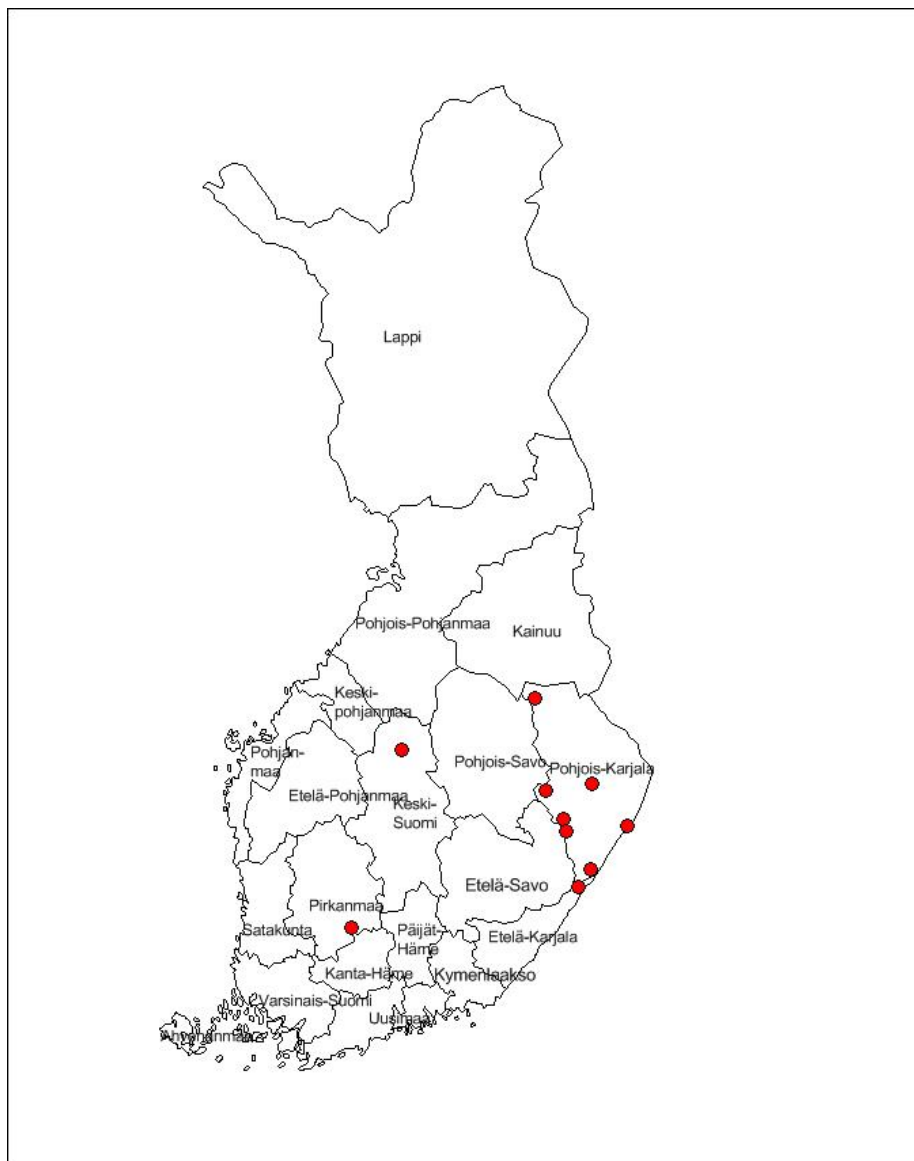 Lappi
Pohjois-Pohjanmaa
Kainuu
Keski-
pohjanmaa
Pohjan-
maa
Pohjois-Savo
Pohjois-Karjala
Etelä-Pohjanmaa
Keski-
Suomi
Etelä-Savo
Pirkanmaa
Satakunta
Päijät-
Häme
Etelä-Karjala
Kanta-Häme
Kymenlaakso
Varsinais-Suomi
Uusimaa
Ahvenanmaa